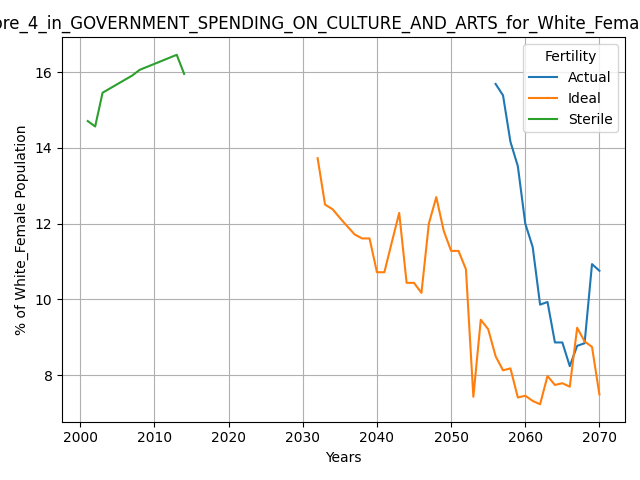 ore_4_in_GOVERNMENT_SPENDING_ON_CULTURE_AND_ARTS_for_White_Fema
Fertility
Actual
Ideal
Sterile
% of White_Female Population
16
14
12
10
8
2000 2010 2020 2030 2040 2050 2060 2070
Years